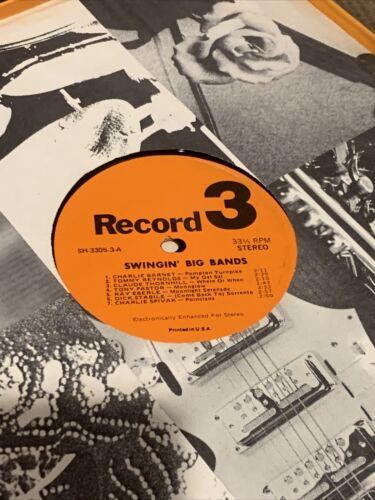 Record 3
SH-3305-3-A
33⅓ RPM
STEREO
SWINGIN' BIG BANDS
1. CHARLIE BARNET — Pompton Turnpike
2. TOMMY REYNOLDS — My Gal Sal
3. CLAUDE THORNHILL — Where Or When
4. TONY PASTOR — Moonglow
5. RAY EBERLE — Moonlight Serenade
6. DICK STABILE — (Come Back To) Sorrento
7. CHARLIE SPIVAK — 2:50
Electronically Enhanced For Stereo
Printed in U.S.A.